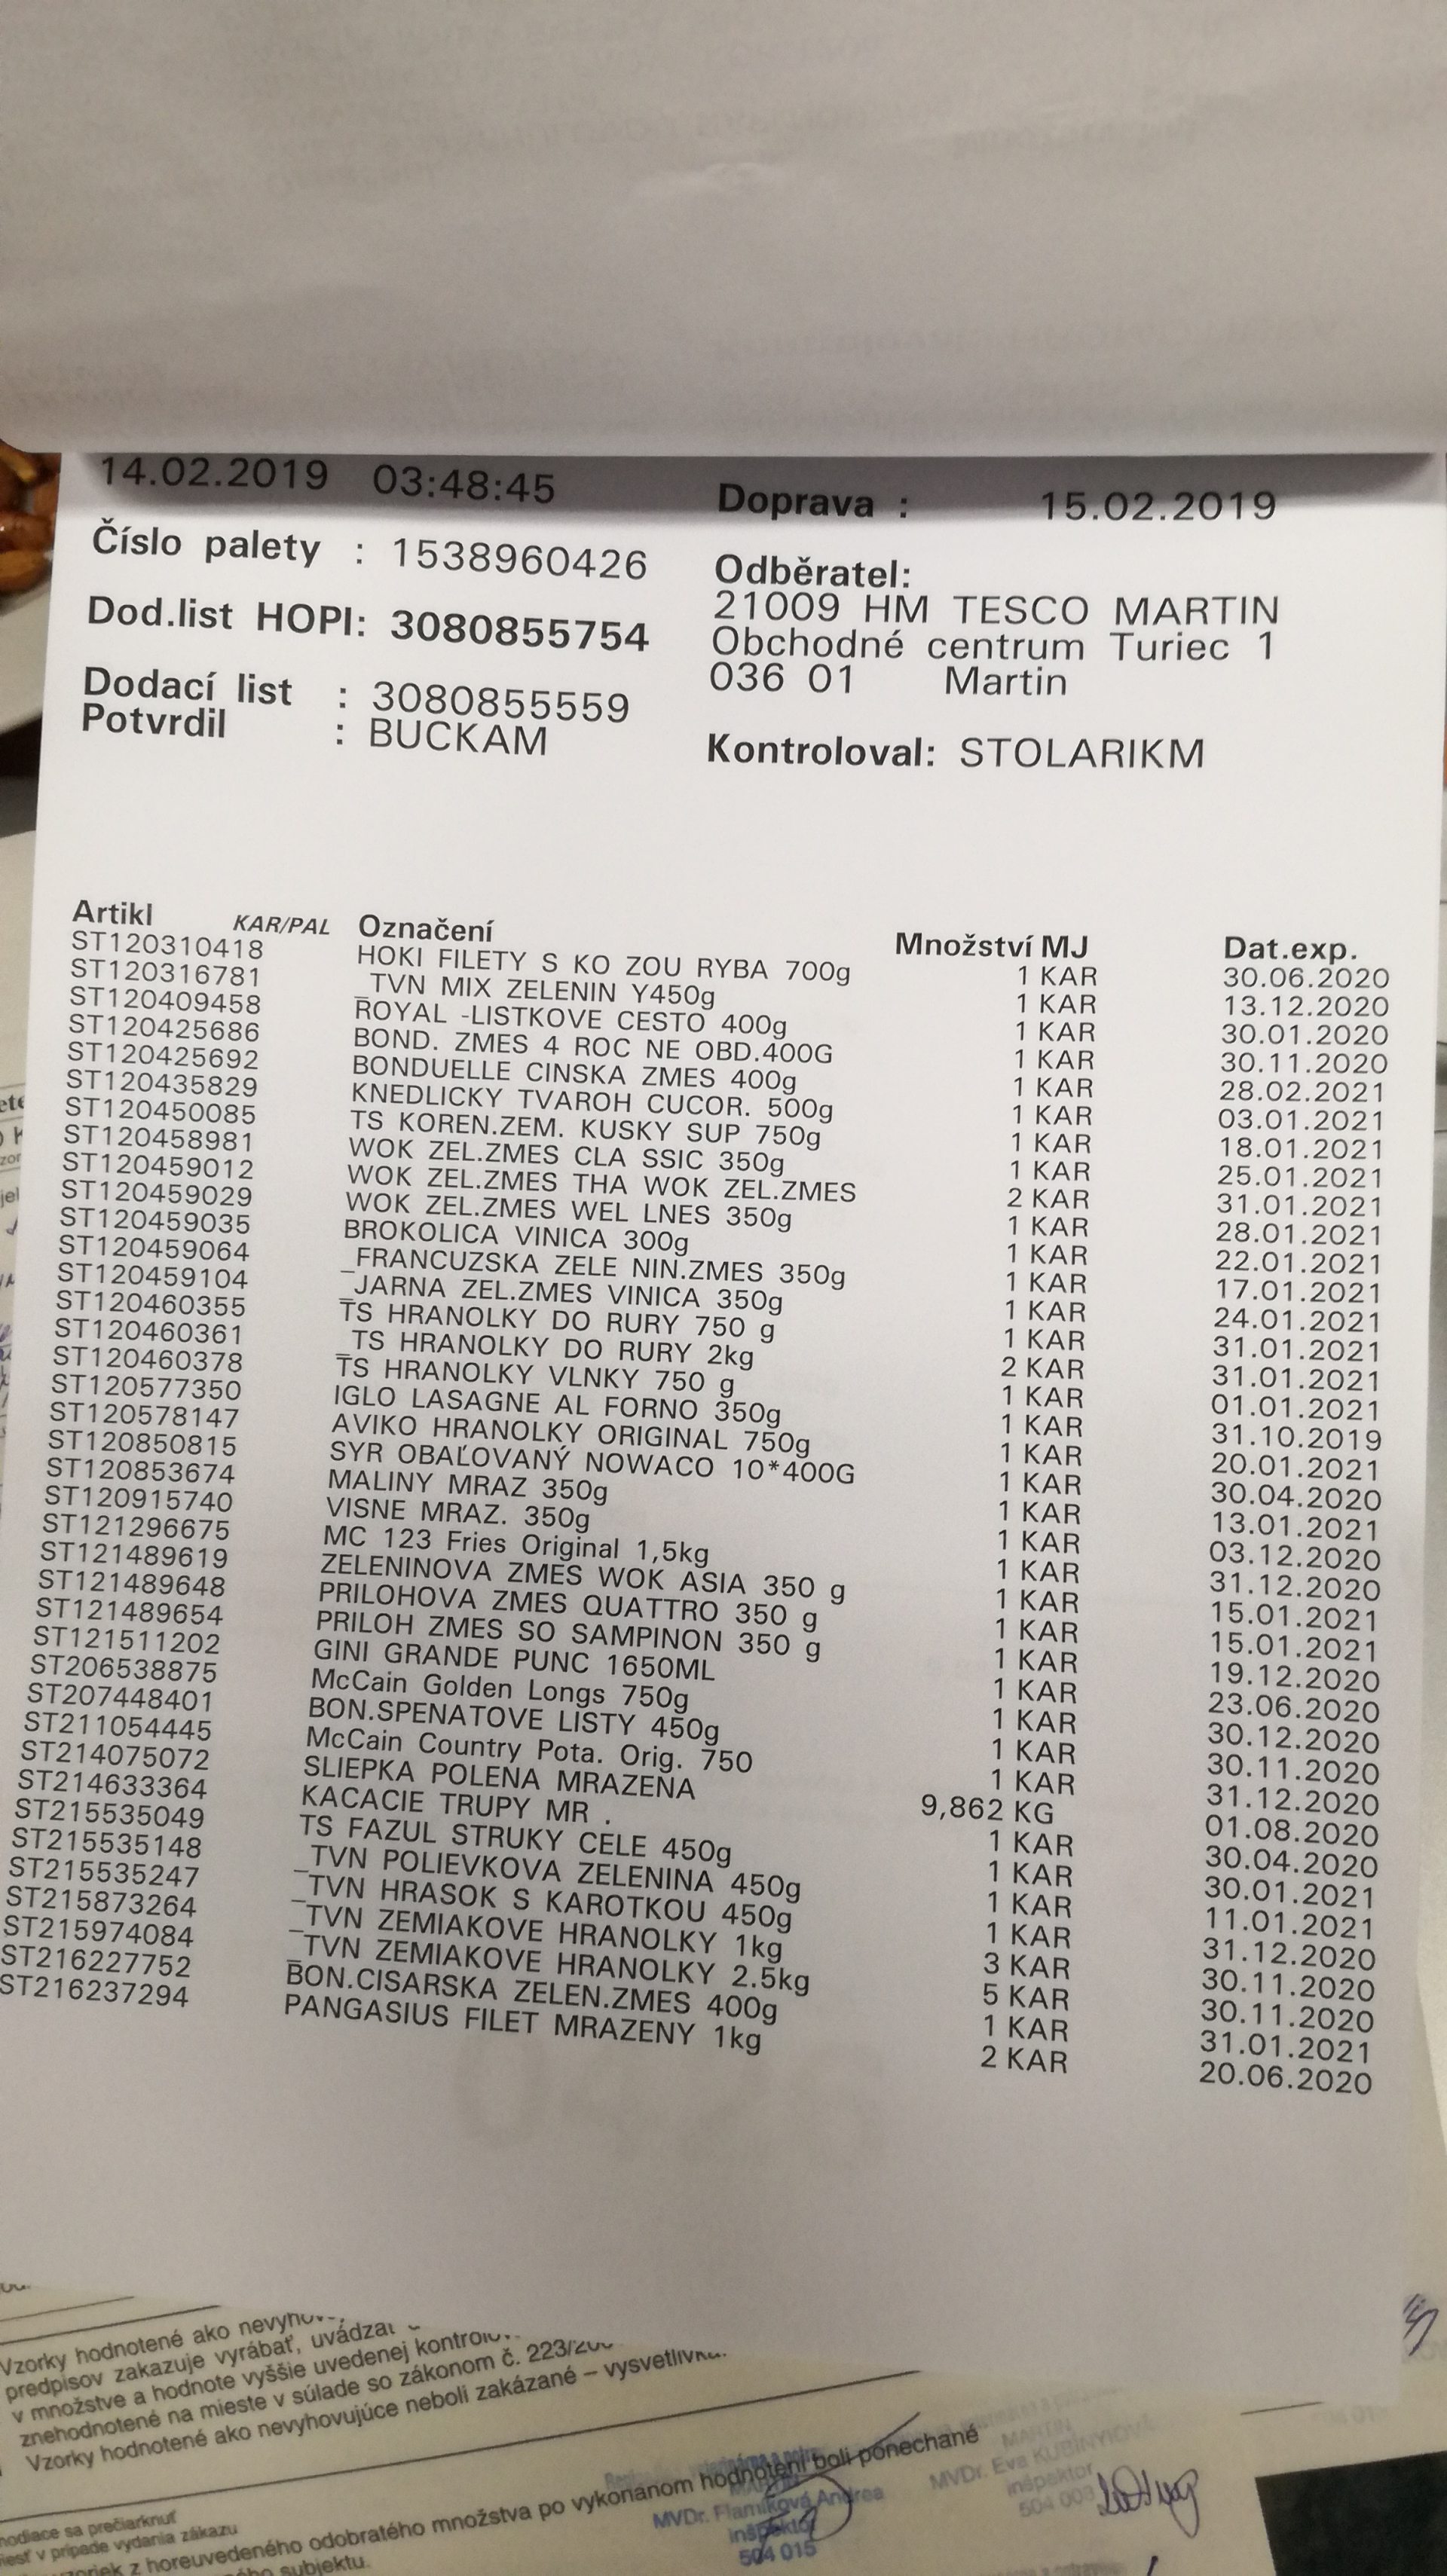 14.02.2019 03:48:45 Doprava : 15.02.2019
Číslo palety : 1538960426
Dod.list HOPI: 3080855754
Dodací list : 3080855559
Potvrdil : BUCKAM
Odběratel:
21009 HM TESCO MARTIN
Obchodné centrum Turiec 1
036 01 Martin
Kontroloval: STOLARIKM
Artikl KAR/PAL Označení Množství MJ Dat.exp.
ST120310418 HOKI FILETY S KO ZOU RYBA 700g 1 KAR 30.06.2020
ST120316781 _TVN MIX ZELENIN Y450g 1 KAR 13.12.2020
ST120409458 ROYAL -LISTKOVE CESTO 400g 1 KAR 30.01.2020
ST120425686 BOND. ZMES 4 ROC NE OBD.400G 1 KAR 30.11.2020
ST120425692 BONDUELLE CINSKA ZMES 400g 1 KAR 28.02.2021
ST120435829 KNEDLICKY TVAROH CUCOR. 500g 1 KAR 03.01.2021
ST120450085 TS KOREN.ZEM. KUSKY SUP 750g 1 KAR 18.01.2021
ST120458981 WOK ZEL.ZMES CLA SSIC 350g 1 KAR 25.01.2021
ST120459012 WOK ZEL.ZMES THA WOK ZEL.ZMES 2 KAR 31.01.2021
ST120459029 WOK ZEL.ZMES WEL LNES 350g 1 KAR 28.01.2021
ST120459035 BROKOLICA VINICA 300g 1 KAR 22.01.2021
ST120459064 _FRANCUZSKA ZELE NIN.ZMES 350g 1 KAR 17.01.2021
ST120459104 _JARNA ZEL.ZMES VINICA 350g 1 KAR 24.01.2021
ST120460355 TS HRANOLKY DO RURY 750 g 1 KAR 31.01.2021
ST120460361 _TS HRANOLKY DO RURY 2kg 2 KAR 31.01.2021
ST120460378 TS HRANOLKY VLNKY 750 g 1 KAR 01.01.2021
ST120577350 IGLO LASAGNE AL FORNO 350g 1 KAR 31.10.2019
ST120578147 AVIKO HRANOLKY ORIGINAL 750g 1 KAR 20.01.2021
ST120850815 SYR OBAĽOVANÝ NOWACO 10*400G 1 KAR 30.04.2020
ST120853674 MALINY MRAZ 350g 1 KAR 13.01.2021
ST120915740 VISNE MRAZ. 350g 1 KAR 03.12.2020
ST121296675 MC 123 Fries Original 1,5kg 1 KAR 31.12.2020
ST121489619 ZELENINOVA ZMES WOK ASIA 350 g 1 KAR 15.01.2021
ST121489648 PRILOHOVA ZMES QUATTRO 350 g 1 KAR 15.01.2021
ST121489654 PRILOH ZMES SO SAMPINON 350 g 1 KAR 19.12.2020
ST121511202 GINI GRANDE PUNC 1650ML 1 KAR 23.06.2020
ST206538875 McCain Golden Longs 750g 1 KAR 30.12.2020
ST207448401 BON.SPENATOVE LISTY 450g 1 KAR 30.11.2020
ST211054445 McCain Country Pota. Orig. 750 1 KAR 31.12.2020
ST214075072 SLIEPKA POLENA MRAZENA 9,862 KG 01.08.2020
ST214633364 KACACIE TRUPY MR . 1 KAR 30.04.2020
ST215535049 TS FAZUL STRUKY CELE 450g 1 KAR 30.01.2021
ST215535148 _TVN POLIEVKOVA ZELENINA 450g 1 KAR 11.01.2021
ST215535247 _TVN HRASOK S KAROTKOU 450g 1 KAR 31.12.2020
ST215873264 _TVN ZEMIAKOVE HRANOLKY 1kg 3 KAR 30.11.2020
ST215974084 _TVN ZEMIAKOVE HRANOLKY 2.5kg 5 KAR 30.11.2020
ST216227752 BON.CISARSKA ZELEN.ZMES 400g 1 KAR 31.01.2021
ST216237294 PANGASIUS FILET MRAZENY 1kg 2 KAR 20.06.2020
Vzorky hodnotené ako
predpisov zakazuje vyrábať, uvádzať
v množstve a hodnote vyššie uvedenej
znehodnotené na mieste v súlade so zákonom č.
Vzorky hodnotené ako nevyhovujúce neboli zakázané – vysvetlivka:
sa prečiarknuť
v prípade vydania zákazu
z horeuvedeného odobratého množstva po vykonanom hodnotení boli ponechané
subjektu.
MARTIN
MVDr. Flamiková Andrea
inšpektor
504 015
MARTIN
MVDr. Eva
inšpektor
504 003